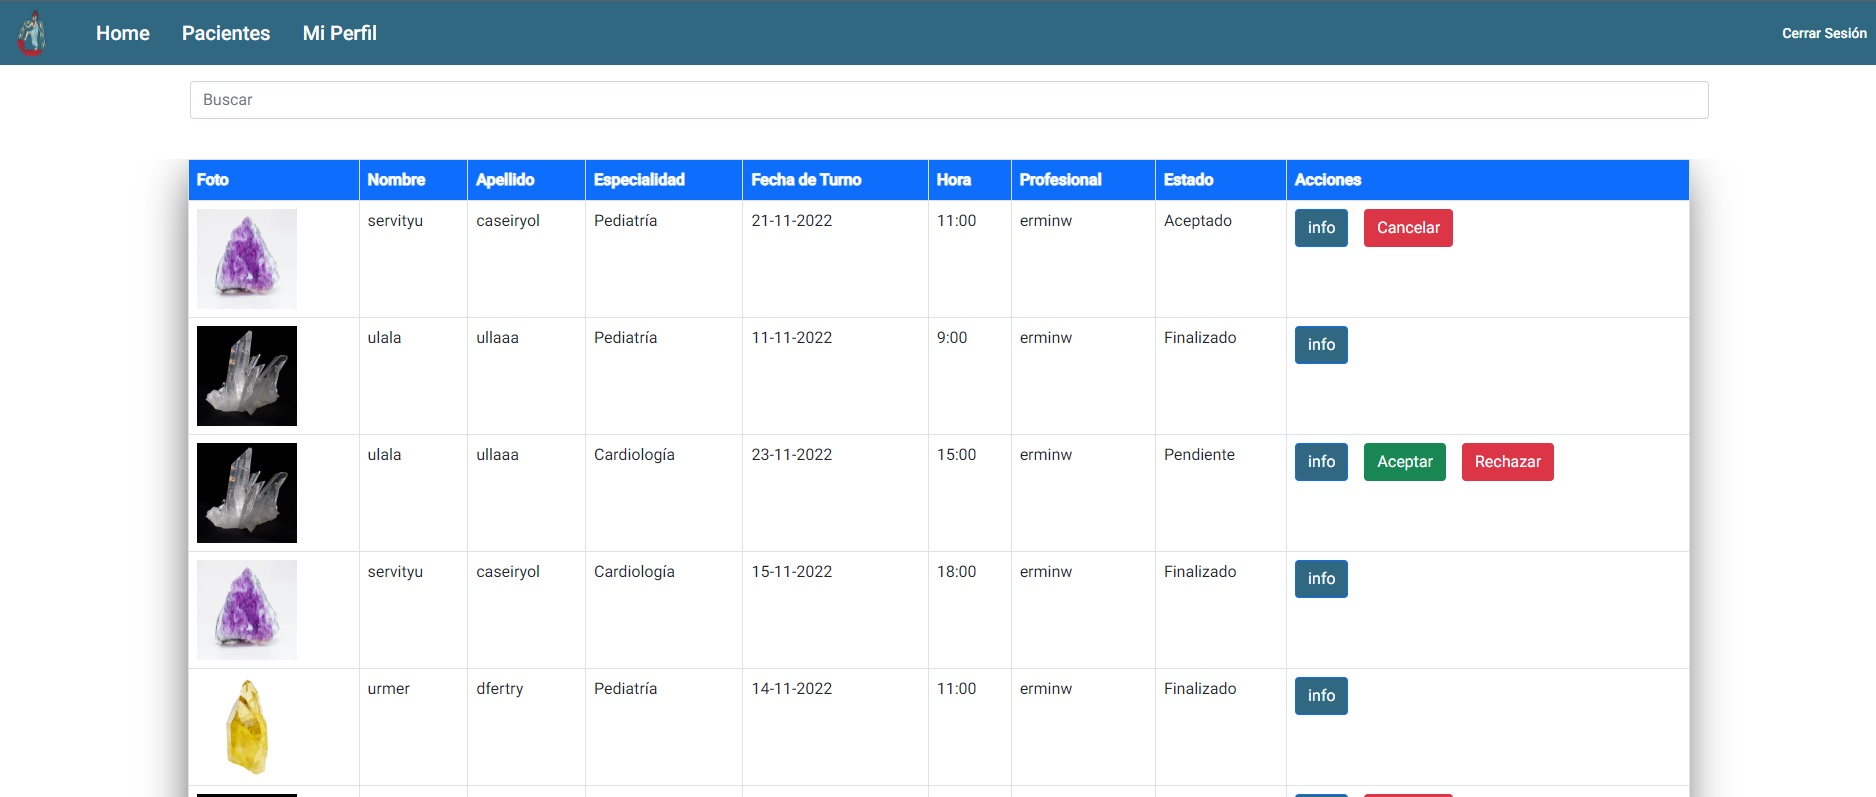 Home Pacientes Mi Perfil Cerrar Sesión
Buscar
Foto Nombre Apellido Especialidad Fecha de Turno Hora Profesional Estado Acciones
servityu caseiryol Pediatría 21-11-2022 11:00 erminw Aceptado info Cancelar
ulala ullaaa Pediatría 11-11-2022 9:00 erminw Finalizado info
ulala ullaaa Cardiología 23-11-2022 15:00 erminw Pendiente info Aceptar Rechazar
servityu caseiryol Cardiología 15-11-2022 18:00 erminw Finalizado info
urmer dfertry Pediatría 14-11-2022 11:00 erminw Finalizado info